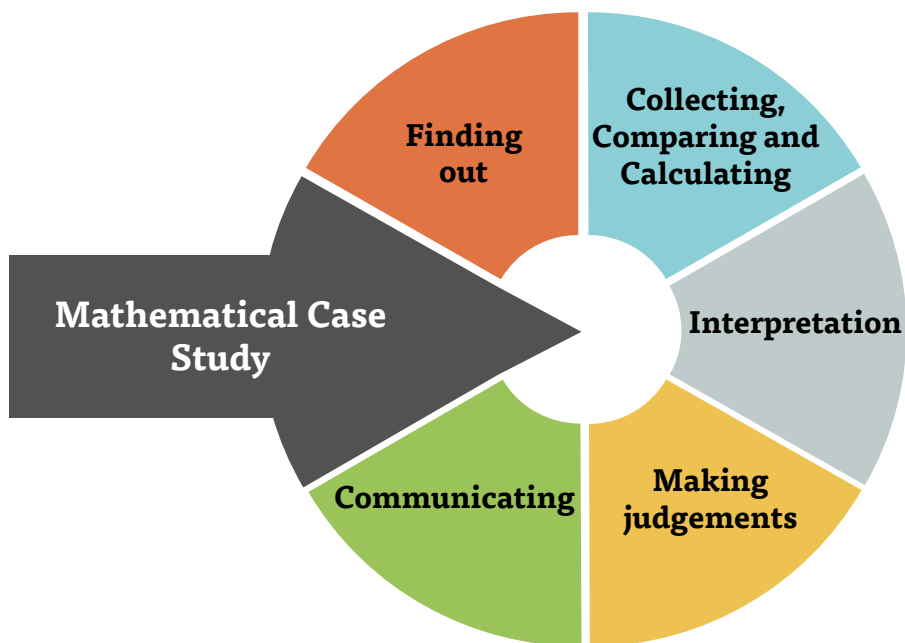 Finding
out
Collecting,
Comparing and
Calculating
Mathematical Case
Study
Interpretation
Communicating
Making
judgements